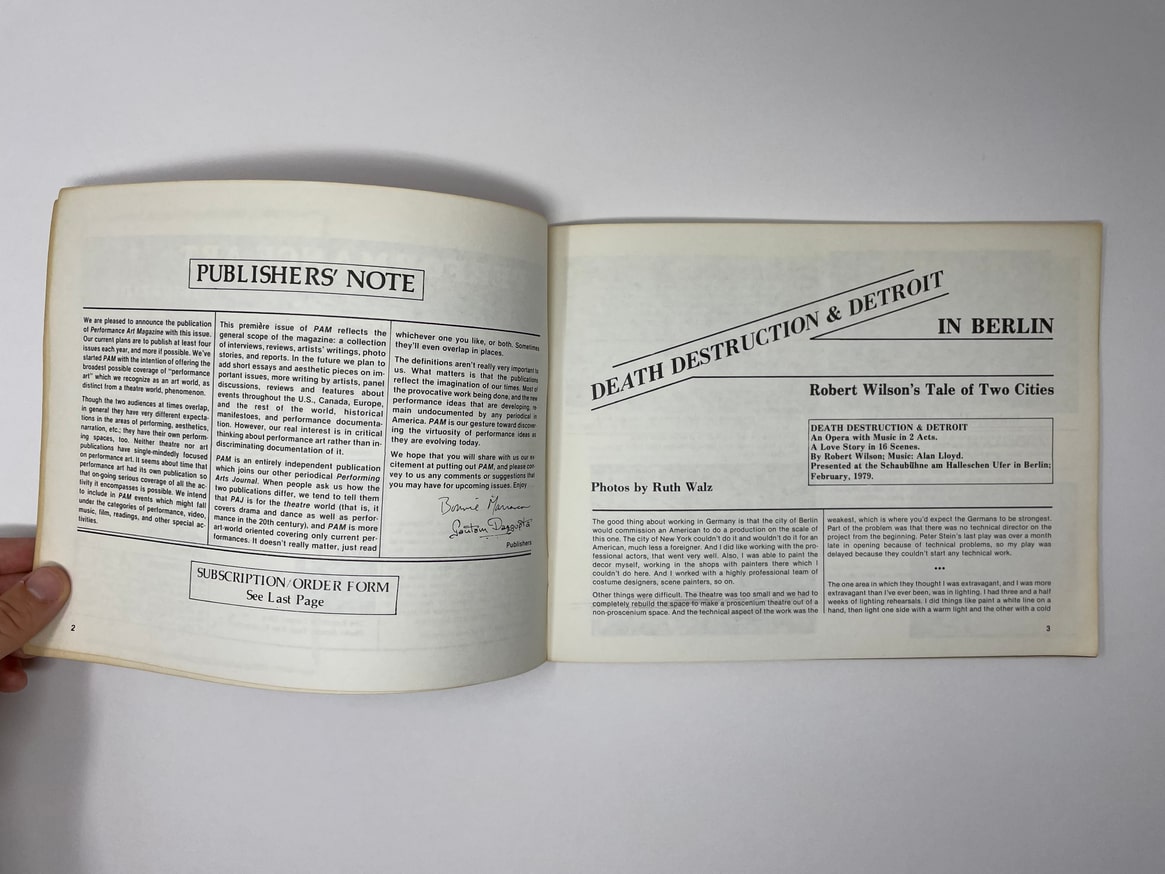 PUBLISHERS' NOTE
We are pleased to announce the publication
of Performance Art Magazine with this issue.
Our current plans are to publish at least four
issues each year, and more if possible. We've
started PAM with the intention of offering the
broadest possible coverage of "performance
art" which we recognize as an art world, as
distinct from a theatre world, phenomenon.
Though the two audiences at times overlap,
in general they have very different expecta-
tions in the areas of performing, aesthetics,
narration, etc.; they have their own perform-
ing spaces, too. Neither theatre nor art
publications have single-mindedly focused
on performance art. It seems about time that
performance art had its own publication so
that on-going serious coverage of all the ac-
tivity it encompasses is possible. We intend
to include in PAM events which might fall
under the categories of performance, video,
music, film, readings, and other special ac-
tivities.
This première issue of PAM reflects the
general scope of the magazine: a collection
of interviews, reviews, artists' writings, photo
stories, and reports. In the future we plan to
add short essays and aesthetic pieces on im-
portant issues, more writing by artists, panel
discussions, reviews and features about
events throughout the U.S., Canada, Europe,
and the rest of the world, historical
manifestoes, and performance documenta-
tion. However, our real interest is in critical
thinking about performance art rather than in-
discriminating documentation of it.
PAM is an entirely independent publication
which joins our other periodical Performing
Arts Journal. When people ask us how the
two publications differ, we tend to tell them
that PAJ is for the theatre world (that is, it
covers drama and dance as well as perfor-
mance in the 20th century), and PAM is more
art-world oriented covering only current per-
formances. It doesn't really matter, just read
whichever one you like, or both. Sometimes
they'll even overlap in places.
The definitions aren't really very important to
us. What matters is that the publications
reflect the imagination of our times. Most of
the provocative work being done, and the new
performance ideas that are developing, re-
main undocumented by any periodical in
America. PAM is our gesture toward discover-
ing the virtuosity of performance ideas as
they are evolving today.
We hope that you will share with us our ex-
citement at putting out PAM, and please con-
vey to us any comments or suggestions that
you may have for upcoming issues. Enjoy
Bonnie Marranca
Gautam Dasgupta
Publishers
SUBSCRIPTION/ORDER FORM
See Last Page
2
DEATH DESTRUCTION & DETROIT
IN BERLIN
Robert Wilson's Tale of Two Cities
DEATH DESTRUCTION & DETROIT
An Opera with Music in 2 Acts.
A Love Story in 16 Scenes.
By Robert Wilson; Music: Alan Lloyd.
Presented at the Schaubühne am Halleschen Ufer in Berlin;
February, 1979.
Photos by Ruth Walz
The good thing about working in Germany is that the city of Berlin
would commission an American to do a production on the scale of
this one. The city of New York couldn't do it and wouldn't do it for an
American, much less a foreigner. And I did like working with the pro-
fessional actors, that went very well. Also, I was able to paint the
decor myself, working in the shops with painters there which I
couldn't do here. And I worked with a highly professional team of
costume designers, scene painters, so on.
Other things were difficult. The theatre was too small and we had to
completely rebuild the space to make a proscenium theatre out of a
non-proscenium space. And the technical aspect of the work was the
weakest, which is where you'd expect the Germans to be strongest.
Part of the problem was that there was no technical director on the
project from the beginning. Peter Stein's last play was over a month
late in opening because of technical problems, so my play was
delayed because they couldn't start any technical work.
•••
The one area in which they thought I was extravagant, and I was more
extravagant than I've ever been, was in lighting. I had three and a half
weeks of lighting rehearsals. I did things like paint a white line on a
hand, then light one side with a warm light and the other with a cold
3